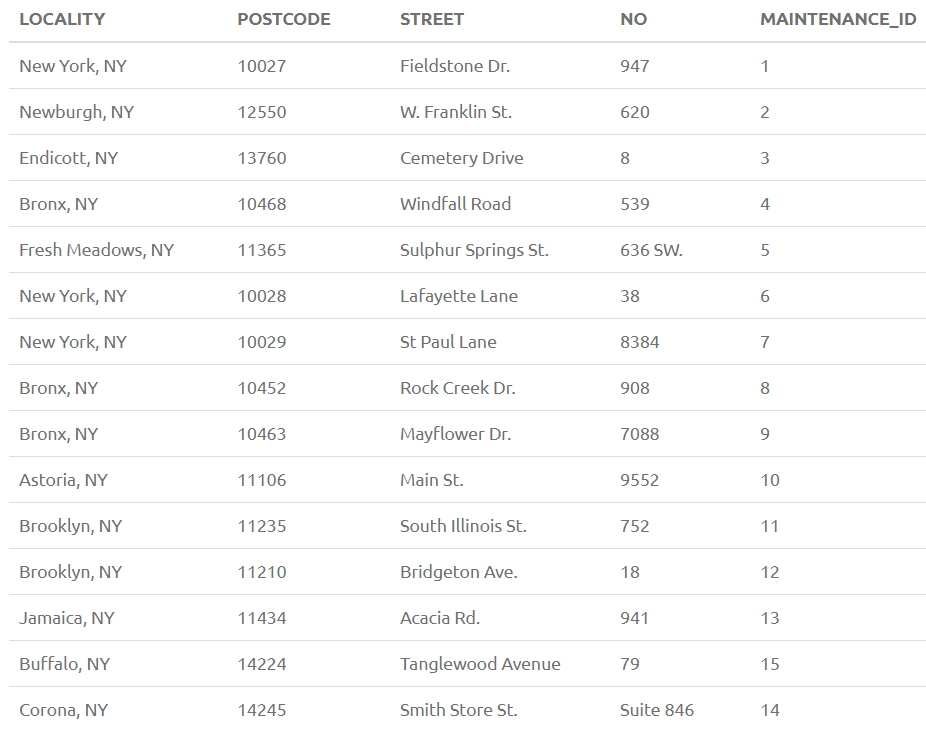 LOCALITY POSTCODE STREET NO MAINTENANCE_ID
New York, NY 10027 Fieldstone Dr. 947 1
Newburgh, NY 12550 W. Franklin St. 620 2
Endicott, NY 13760 Cemetery Drive 8 3
Bronx, NY 10468 Windfall Road 539 4
Fresh Meadows, NY 11365 Sulphur Springs St. 636 SW. 5
New York, NY 10028 Lafayette Lane 38 6
New York, NY 10029 St Paul Lane 8384 7
Bronx, NY 10452 Rock Creek Dr. 908 8
Bronx, NY 10463 Mayflower Dr. 7088 9
Astoria, NY 11106 Main St. 9552 10
Brooklyn, NY 11235 South Illinois St. 752 11
Brooklyn, NY 11210 Bridgeton Ave. 18 12
Jamaica, NY 11434 Acacia Rd. 941 13
Buffalo, NY 14224 Tanglewood Avenue 79 15
Corona, NY 14245 Smith Store St. Suite 846 14